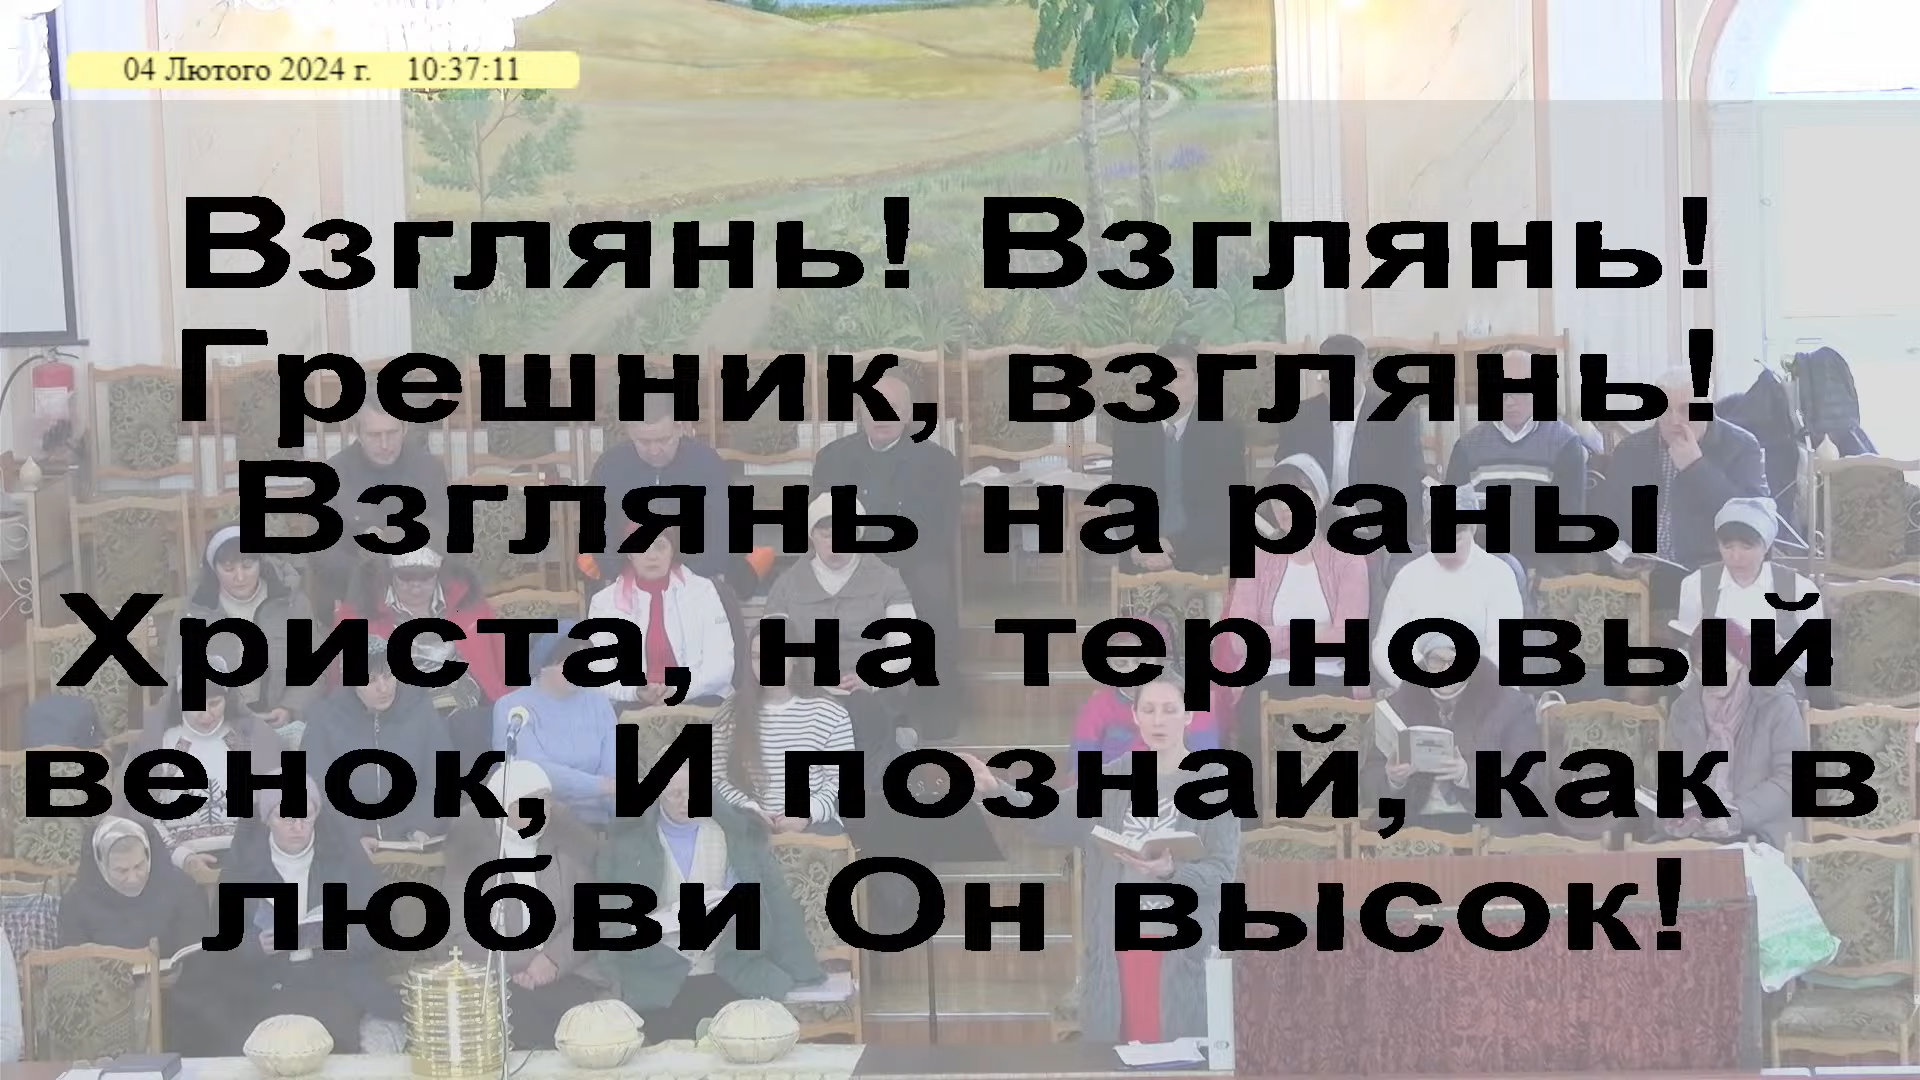 04 Лютого 2024 г. 10:37:11
Взглянь! Взглянь!
Грешник, взглянь!
Взглянь на раны
Христа, на терновый
венок, И познай, как в
любви Он высок!